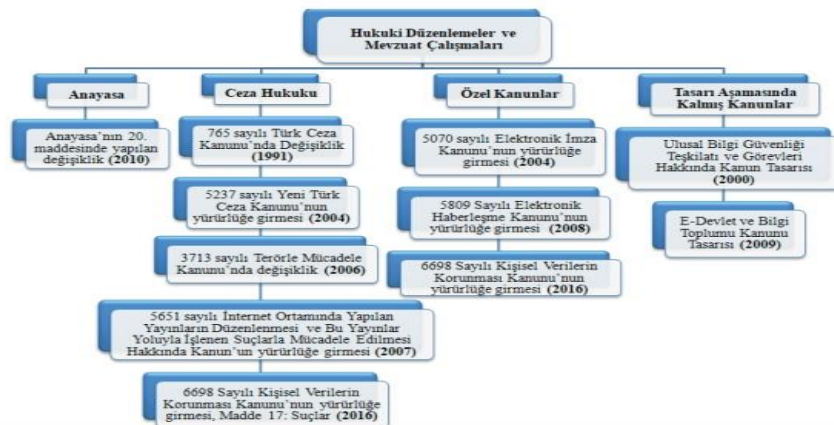 Hukuki Düzenlemeler ve
Mevzuat Çalışmaları
Anayasa
Anayasa'nın 20.
maddesinde yapılan
değişiklik (2010)
Ceza Hukuku
765 sayılı Türk Ceza
Kanunu'nda Değişiklik
(1991)
5237 sayılı Yeni Türk
Ceza Kanunu'nun
yürürlüğe girmesi (2004)
3713 sayılı Terörle Mücadele
Kanunu'nda değişiklik (2006)
5651 sayılı İnternet Ortamında Yapılan
Yayınların Düzenlenmesi ve Bu Yayınlar
Yoluyla İşlenen Suçlarla Mücadele Edilmesi
Hakkında Kanun'un yürürlüğe girmesi (2007)
6698 Sayılı Kişisel Verilerin
Korunması Kanunu'nun yürürlüğe
girmesi, Madde 17: Suçlar (2016)
Özel Kanunlar
5070 sayılı Elektronik İmza
Kanunu'nun yürürlüğe
girmesi (2004)
5809 Sayılı Elektronik
Haberleşme Kanunu'nun
yürürlüğe girmesi (2008)
6698 Sayılı Kişisel Verilerin
Korunması Kanunu'nun
yürürlüğe girmesi (2016)
Tasarı Aşamasında
Kalmış Kanunlar
Ulusal Bilgi Güvenliği
Teşkilatı ve Görevleri
Hakkında Kanun Tasarısı
(2000)
E-Devlet ve Bilgi
Toplumu Kanunu
Tasarısı (2009)